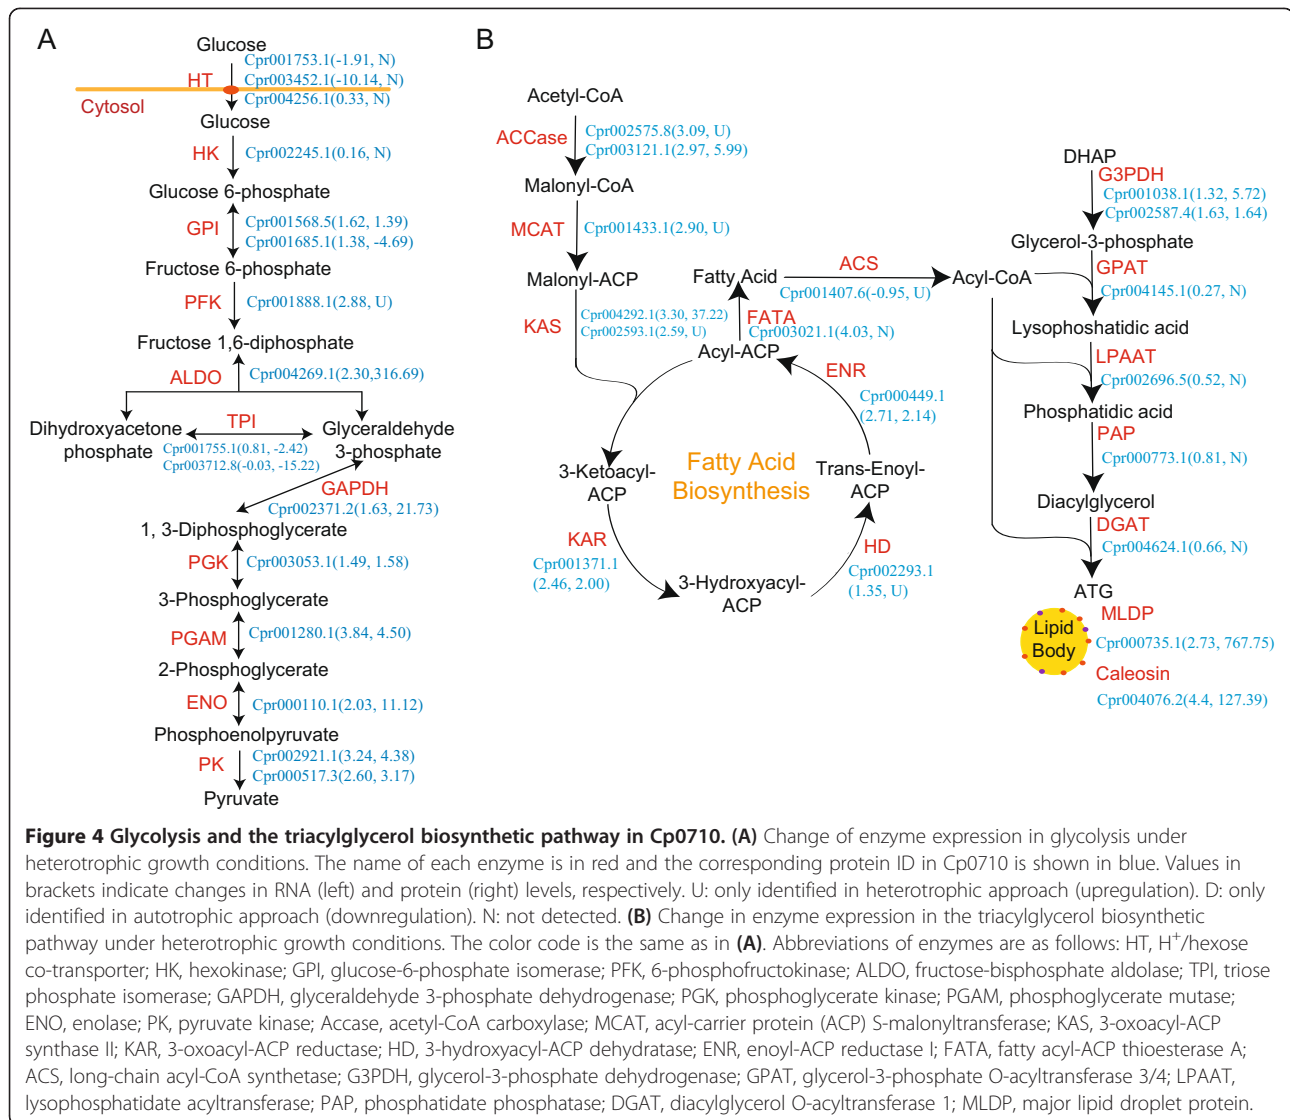 A
Glucose
Cpr001753.1(-1.91, N)
HT
Cpr003452.1(-10.14, N)
Cpr004256.1(0.33, N)
Cytosol
Glucose
HK
Cpr002245.1(0.16, N)
Glucose 6-phosphate
GPI
Cpr001568.5(1.62, 1.39)
Cpr001685.1(1.38, -4.69)
Fructose 6-phosphate
PFK
Cpr001888.1(2.88, U)
Fructose 1,6-diphosphate
ALDO
Cpr004269.1(2.30,316.69)
Dihydroxyacetone
phosphate
TPI
Cpr001755.1(0.81, -2.42)
Cpr003712.8(-0.03, -15.22)
Glyceraldehyde
3-phosphate
GAPDH
Cpr002371.2(1.63, 21.73)
1, 3-Diphosphoglycerate
PGK
Cpr003053.1(1.49, 1.58)
3-Phosphoglycerate
PGAM
Cpr001280.1(3.84, 4.50)
2-Phosphoglycerate
ENO
Cpr000110.1(2.03, 11.12)
Phosphoenolpyruvate
PK
Cpr002921.1(3.24, 4.38)
Cpr000517.3(2.60, 3.17)
Pyruvate
B
Acetyl-CoA
ACCase
Cpr002575.8(3.09, U)
Cpr003121.1(2.97, 5.99)
Malonyl-CoA
MCAT
Cpr001433.1(2.90, U)
Malonyl-ACP
KAS
Cpr004292.1(3.30, 37.22)
Cpr002593.1(2.59, U)
3-Ketoacyl-
ACP
KAR
Cpr001371.1
(2.46, 2.00)
3-Hydroxyacyl-
ACP
HD
Cpr002293.1
(1.35, U)
Trans-Enoyl-
ACP
ENR
Cpr000449.1
(2.71, 2.14)
Acyl-ACP
Fatty Acid
Biosynthesis
FATA
Cpr003021.1(4.03, N)
Fatty Acid
ACS
Cpr001407.6(-0.95, U)
Acyl-CoA
DHAP
G3PDH
Cpr001038.1(1.32, 5.72)
Cpr002587.4(1.63, 1.64)
Glycerol-3-phosphate
GPAT
Cpr004145.1(0.27, N)
Lysophoshatidic acid
LPAAT
Cpr002696.5(0.52, N)
Phosphatidic acid
PAP
Cpr000773.1(0.81, N)
Diacylglycerol
DGAT
Cpr004624.1(0.66, N)
ATG
MLDP
Lipid
Body
Cpr000735.1(2.73, 767.75)
Caleosin
Cpr004076.2(4.4, 127.39)
Figure 4 Glycolysis and the triacylglycerol biosynthetic pathway in Cp0710. (A) Change of enzyme expression in glycolysis under
heterotrophic growth conditions. The name of each enzyme is in red and the corresponding protein ID in Cp0710 is shown in blue. Values in
brackets indicate changes in RNA (left) and protein (right) levels, respectively. U: only identified in heterotrophic approach (upregulation). D: only
identified in autotrophic approach (downregulation). N: not detected. (B) Change in enzyme expression in the triacylglycerol biosynthetic
pathway under heterotrophic growth conditions. The color code is the same as in (A). Abbreviations of enzymes are as follows: HT, H⁺/hexose
co-transporter; HK, hexokinase; GPI, glucose-6-phosphate isomerase; PFK, 6-phosphofructokinase; ALDO, fructose-bisphosphate aldolase; TPI, triose
phosphate isomerase; GAPDH, glyceraldehyde 3-phosphate dehydrogenase; PGK, phosphoglycerate kinase; PGAM, phosphoglycerate mutase;
ENO, enolase; PK, pyruvate kinase; Accase, acetyl-CoA carboxylase; MCAT, acyl-carrier protein (ACP) S-malonyltransferase; KAS, 3-oxoacyl-ACP
synthase II; KAR, 3-oxoacyl-ACP reductase; HD, 3-hydroxyacyl-ACP dehydratase; ENR, enoyl-ACP reductase I; FATA, fatty acyl-ACP thioesterase A;
ACS, long-chain acyl-CoA synthetase; G3PDH, glycerol-3-phosphate dehydrogenase; GPAT, glycerol-3-phosphate O-acyltransferase 3/4; LPAAT,
lysophosphatidate acyltransferase; PAP, phosphatidate phosphatase; DGAT, diacylglycerol O-acyltransferase 1; MLDP, major lipid droplet protein.